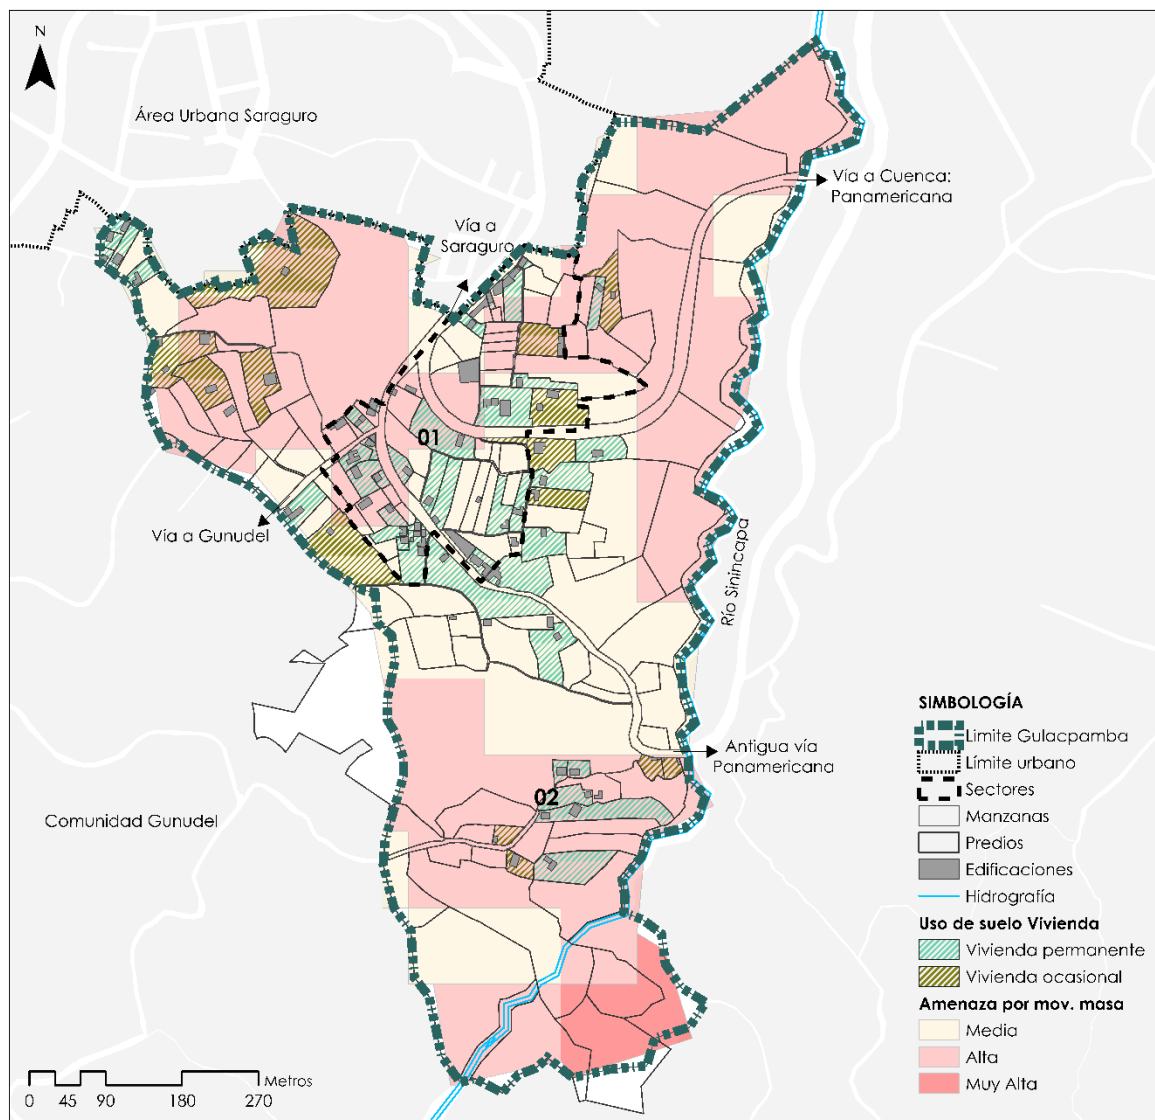 N
Área Urbana Saraguro
Vía a
Saraguro
Vía a Cuenca:
Panamericana
01
Vía a Gunudel
Río Sinincapa
Antigua vía
Panamericana
02
Comunidad Gunudel
SIMBOLOGÍA
Limite Gulacpamba
Límite urbano
Sectores
Manzanas
Predios
Edificaciones
Hidrografía
Uso de suelo Vivienda
Vivienda permanente
Vivienda ocasional
Amenaza por mov. masa
Media
Alta
Muy Alta
Metros
0 45 90 180 270